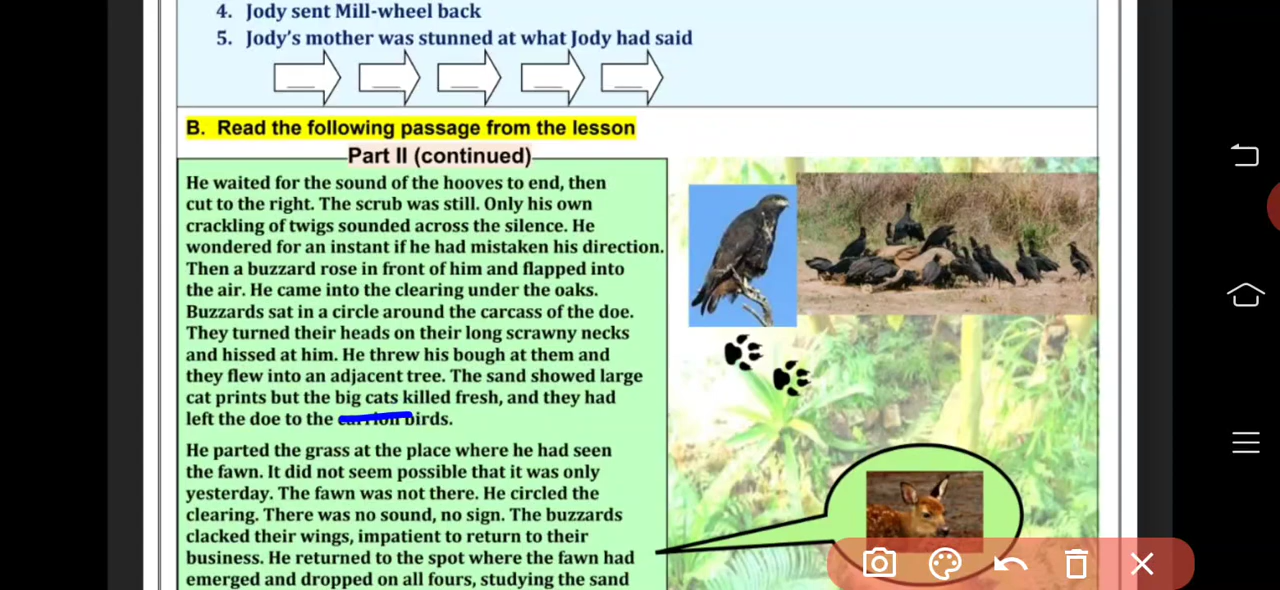 4. Jody sent Mill-wheel back
5. Jody's mother was stunned at what Jody had said
B. Read the following passage from the lesson
Part II (continued)
He waited for the sound of the hooves to end, then
cut to the right. The scrub was still. Only his own
crackling of twigs sounded across the silence. He
wondered for an instant if he had mistaken his direction.
Then a buzzard rose in front of him and flapped into
the air. He came into the clearing under the oaks.
Buzzards sat in a circle around the carcass of the doe.
They turned their heads on their long scrawny necks
and hissed at him. He threw his bough at them and
they flew into an adjacent tree. The sand showed large
cat prints but the big cats killed fresh, and they had
left the doe to the carrion birds.
He parted the grass at the place where he had seen
the fawn. It did not seem possible that it was only
yesterday. The fawn was not there. He circled the
clearing. There was no sound, no sign. The buzzards
clacked their wings, impatient to return to their
business. He returned to the spot where the fawn had
emerged and dropped on all fours, studying the sand